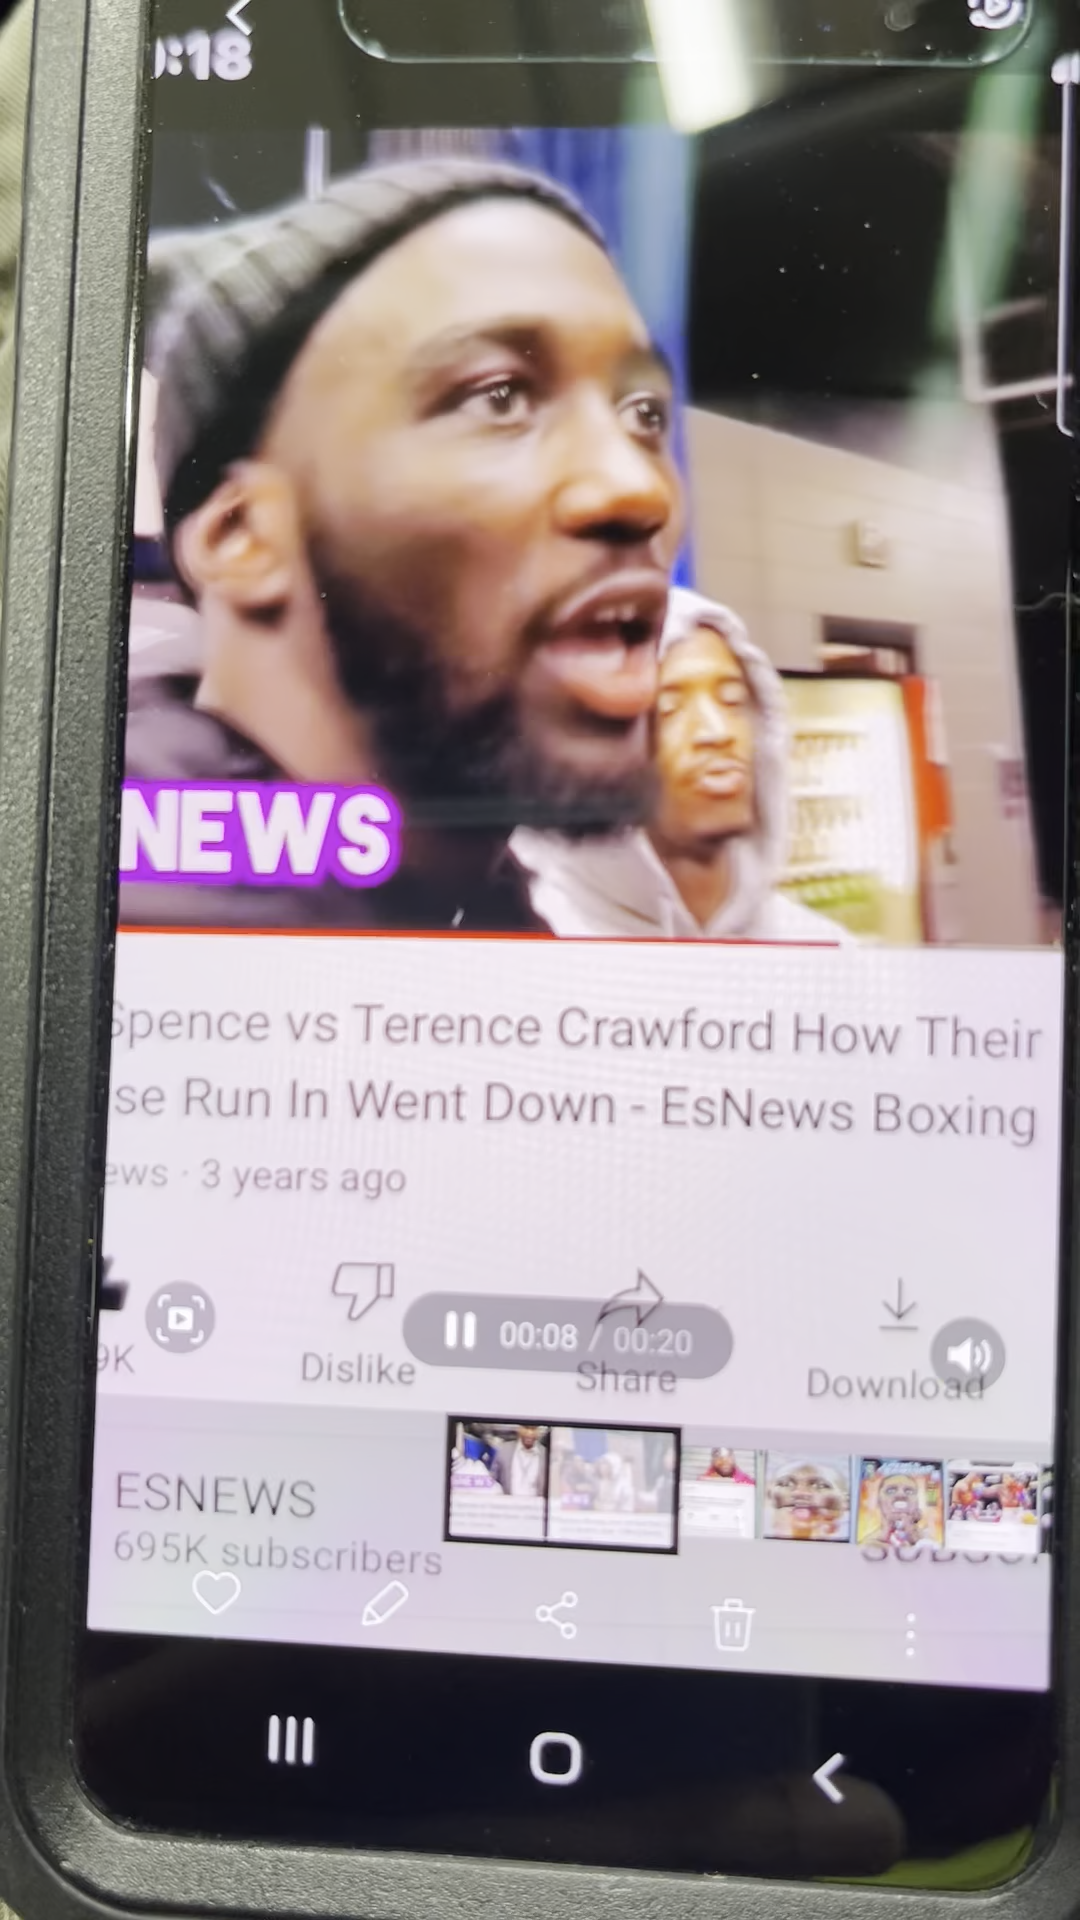 :18
NEWS
Spence vs Terence Crawford How Their
se Run In Went Down - EsNews Boxing
ews · 3 years ago
9K
Dislike
00:08 / 00:20
Share
Download
ESNEWS
695K subscribers